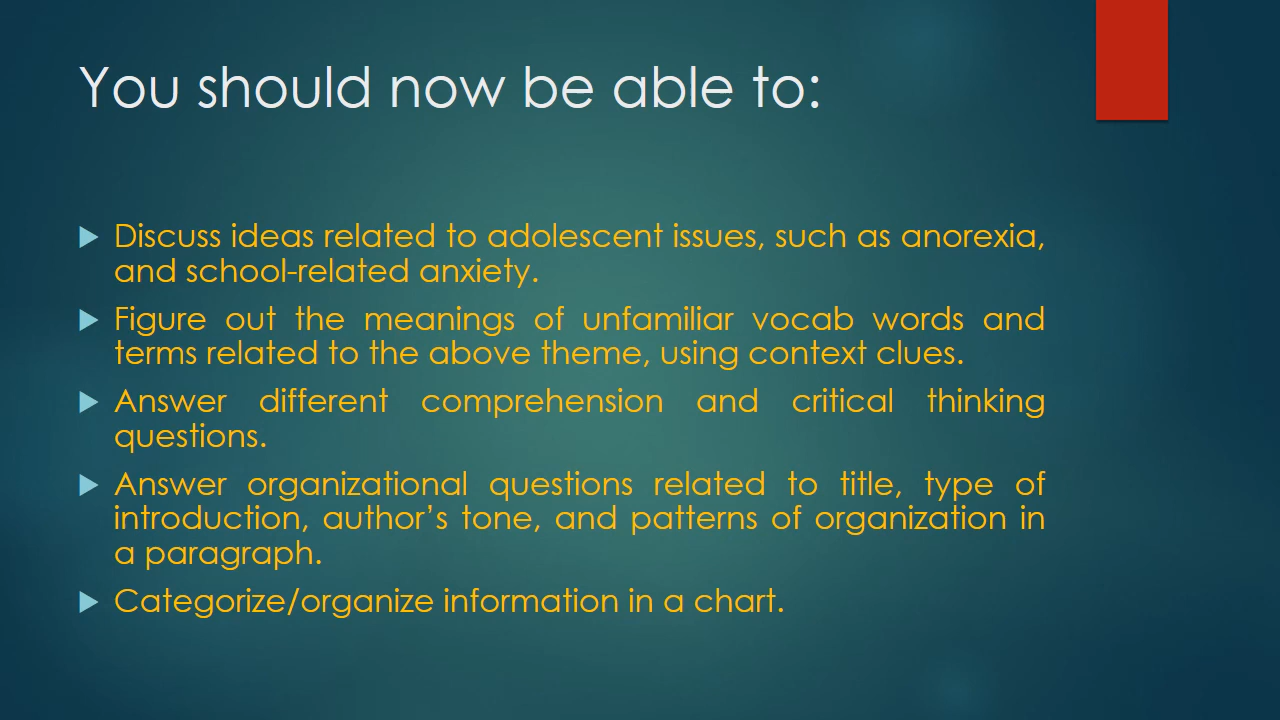 You should now be able to:
Discuss ideas related to adolescent issues, such as anorexia,
and school-related anxiety.
Figure out the meanings of unfamiliar vocab words and
terms related to the above theme, using context clues.
Answer different comprehension and critical thinking
questions.
Answer organizational questions related to title, type of
introduction, author’s tone, and patterns of organization in
a paragraph.
Categorize/organize information in a chart.